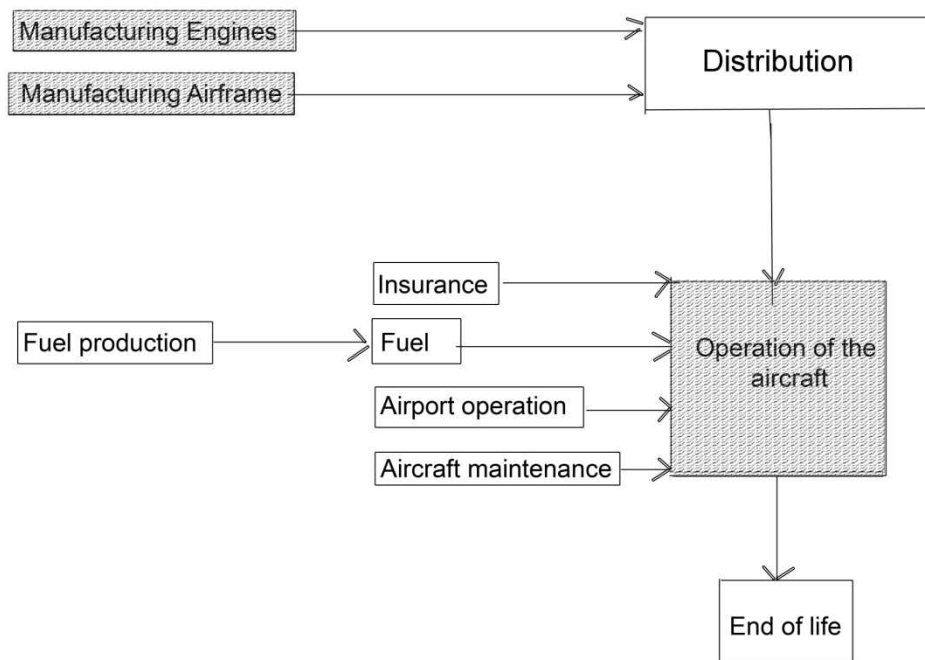 Manufacturing Engines
Manufacturing Airframe
Distribution
Insurance
Fuel production
Fuel
Operation of the
aircraft
Airport operation
Aircraft maintenance
End of life